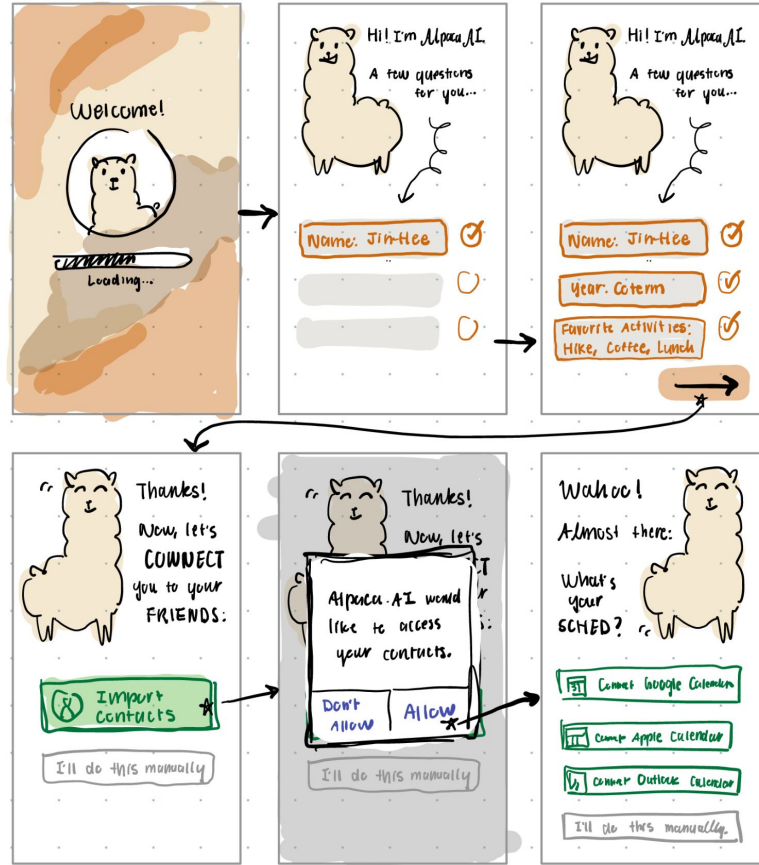 Welcome!
Loading...
Hi! I'm Alpaca AI.
A few questions
for you...
Name: Jin-Hee
Hi! I'm Alpaca AI.
A few questions
for you...
Name: Jin-Hee
Year: Coterm
Favorite Activities:
Hike, Coffee, Lunch
Thanks!
Now, let's
CONNECT
you to your
FRIENDS:
Import
Contacts
I'll do this manually
Thanks!
Now, let's
Alpaca.AI would
like to access
your contacts.
Don't
Allow
Allow
I'll do this manually
Wahoo!
Almost there:
What's
your
SCHED?
31 Connect Google Calendar
Connect Apple Calendar
Connect Outlook Calendar
I'll do this manually.